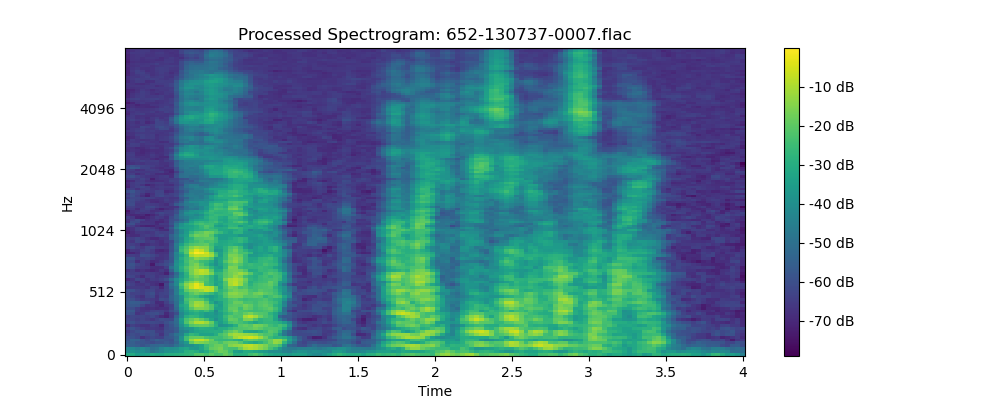 Processed Spectrogram: 652-130737-0007.flac
Hz
4096
2048
1024
512
0
0 0.5 1 1.5 2 2.5 3 3.5 4
Time
-10 dB
-20 dB
-30 dB
-40 dB
-50 dB
-60 dB
-70 dB